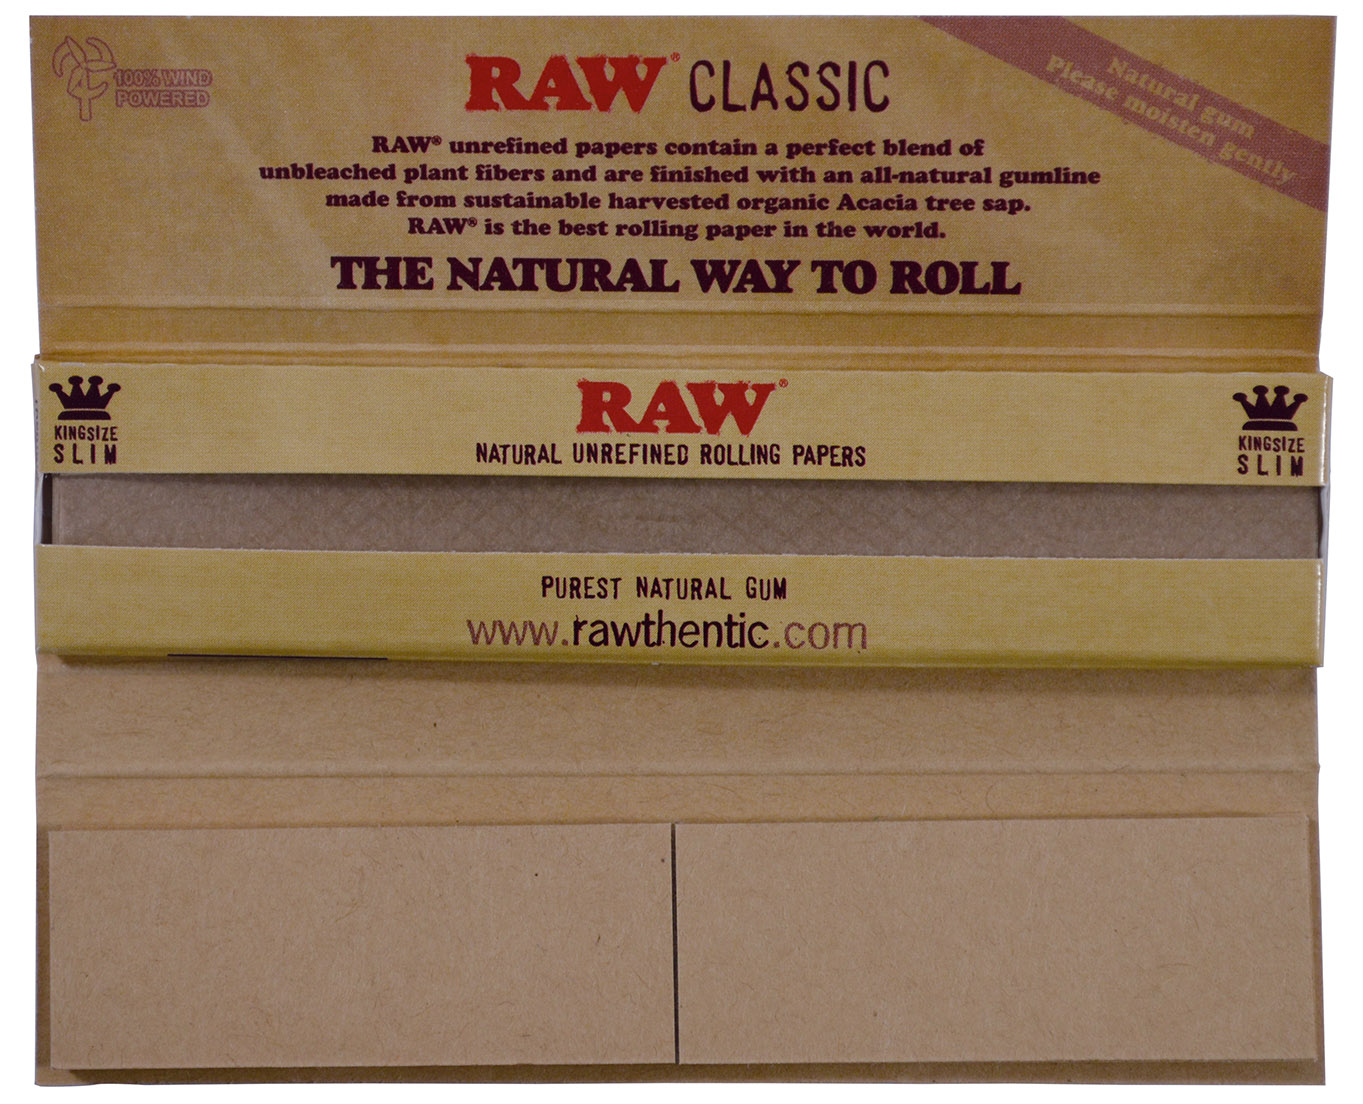 100% WIND
POWERED
RAW® CLASSIC
Natural gum
Please moisten gently
RAW® unrefined papers contain a perfect blend of
unbleached plant fibers and are finished with an all-natural gumline
made from sustainable harvested organic Acacia tree sap.
RAW® is the best rolling paper in the world.
THE NATURAL WAY TO ROLL
KINGSIZE
SLIM
RAW®
NATURAL UNREFINED ROLLING PAPERS
KINGSIZE
SLIM
PUREST NATURAL GUM
www.rawthentic.com